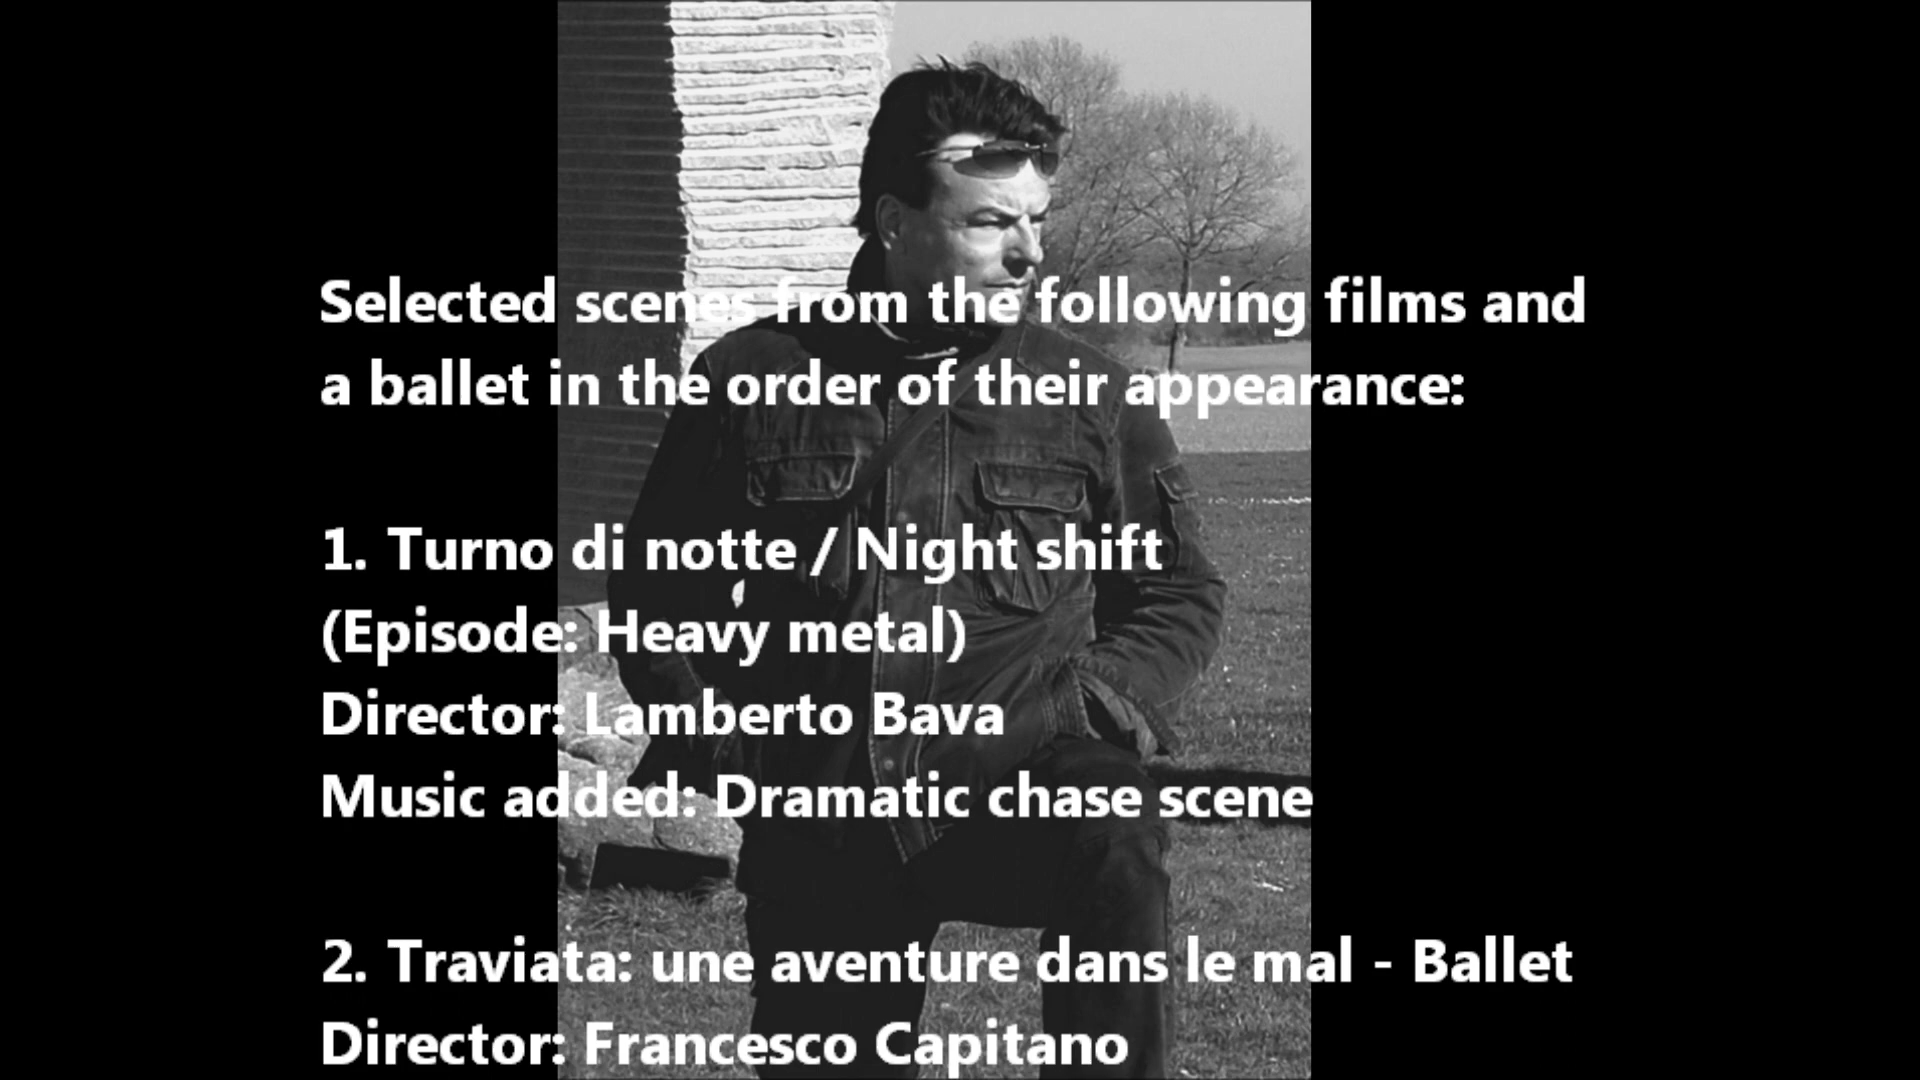 Selected scenes from the following films and
a ballet in the order of their appearance:
1. Turno di notte / Night shift
(Episode: Heavy metal)
Director: Lamberto Bava
Music added: Dramatic chase scene
2. Traviata: une aventure dans le mal - Ballet
Director: Francesco Capitano